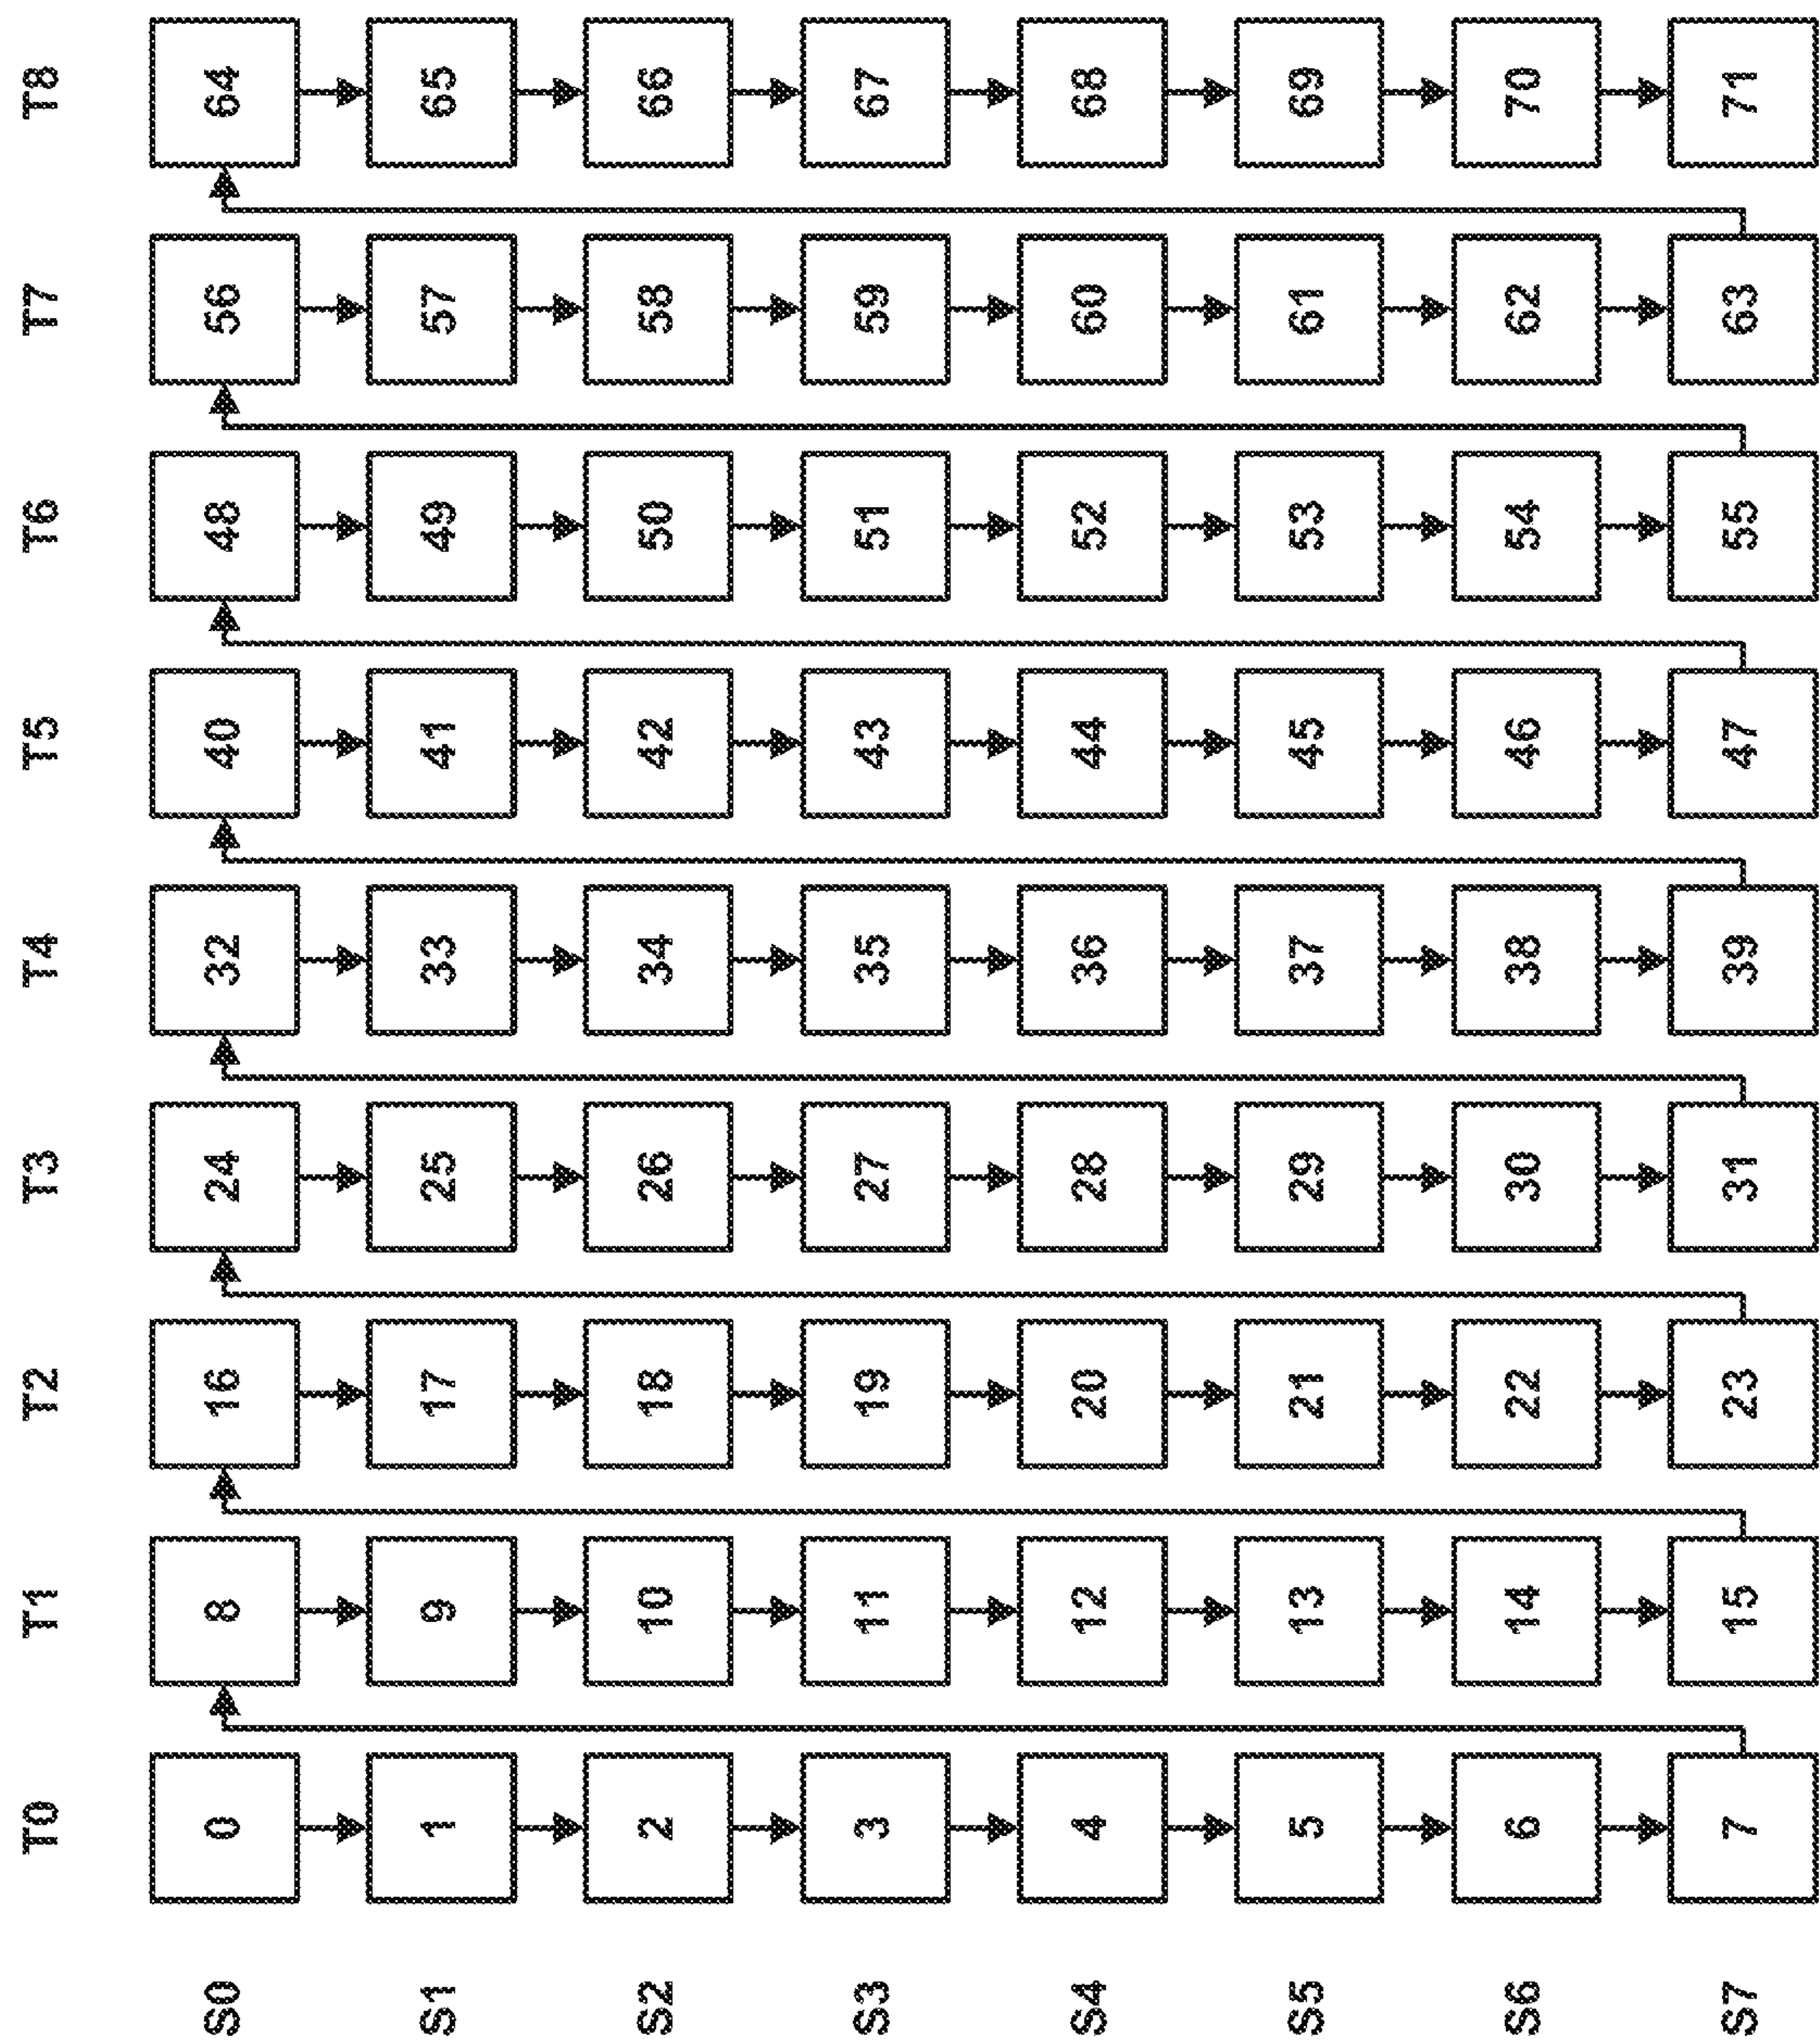 T0 T1 T2 T3 T4 T5 T6 T7 T8
S0 0 8 16 24 32 40 48 56 64
S1 1 9 17 25 33 41 49 57 65
S2 2 10 18 26 34 42 50 58 66
S3 3 11 19 27 35 43 51 59 67
S4 4 12 20 28 36 44 52 60 68
S5 5 13 21 29 37 45 53 61 69
S6 6 14 22 30 38 46 54 62 70
S7 7 15 23 31 39 47 55 63 71